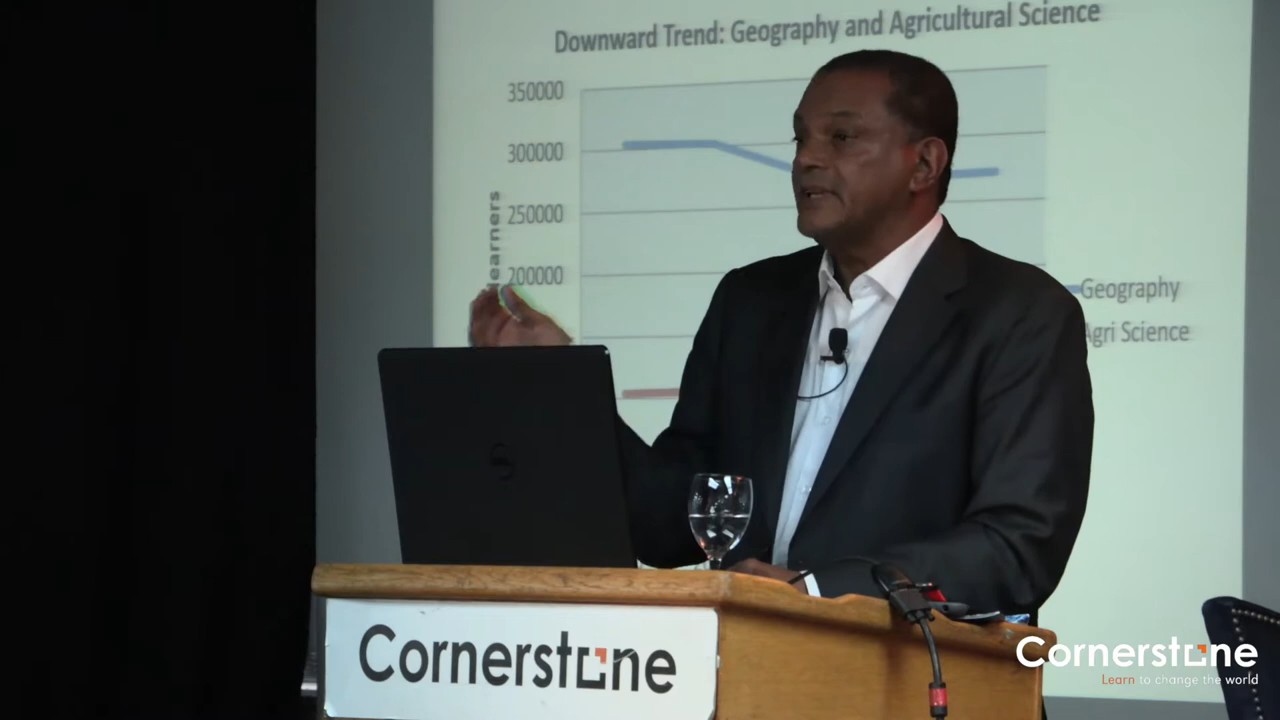 Downward Trend: Geography and Agricultural Science
350000
300000
250000
200000
learners
Geography
Agri Science
Cornerstone
Cornerstone
Learn to change the world